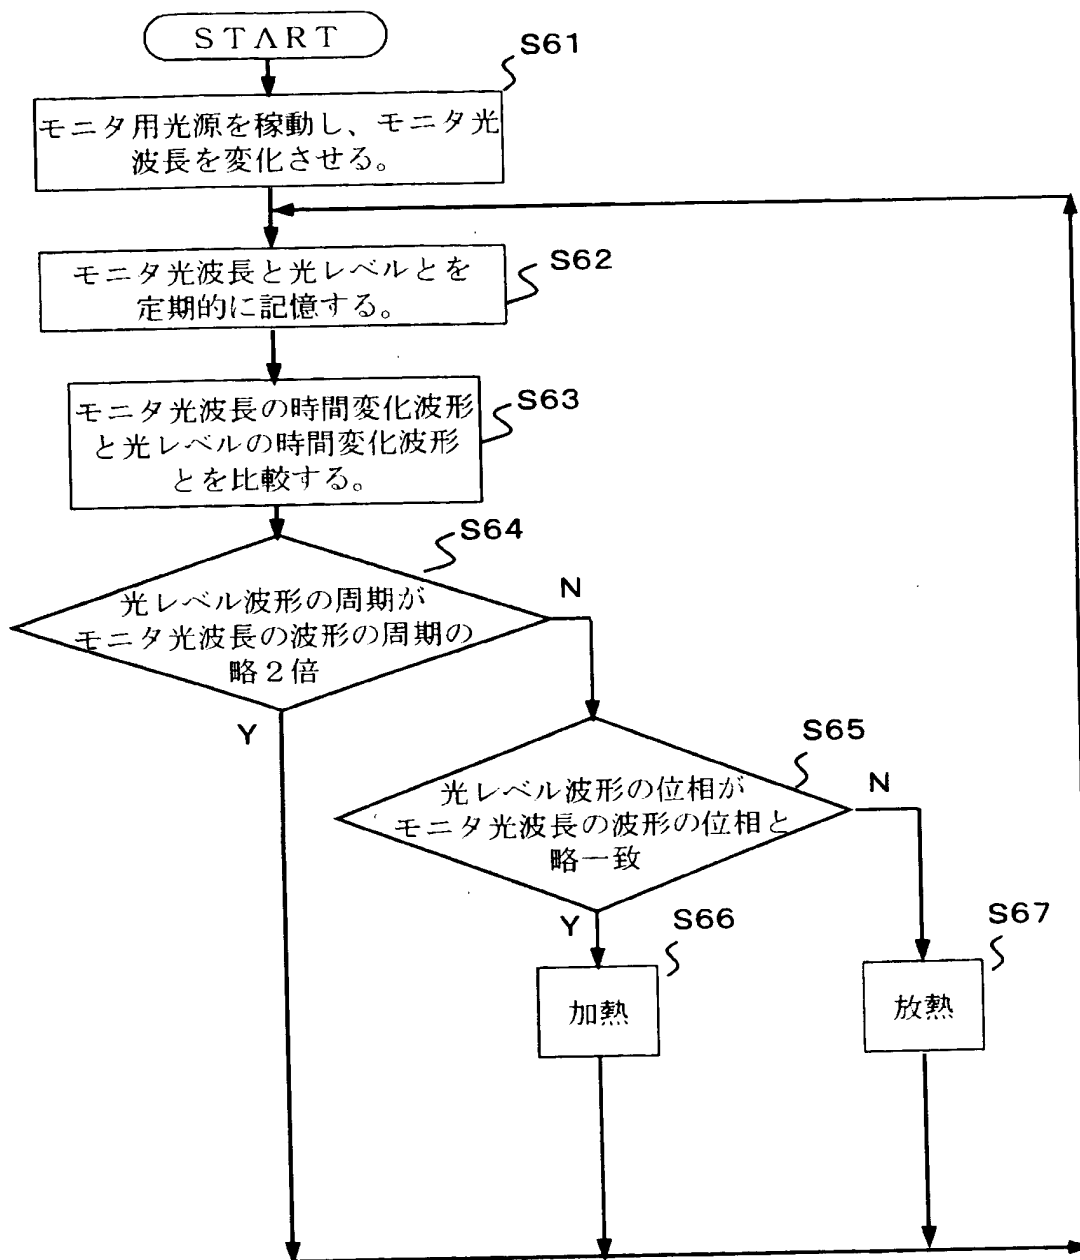 START
S61
モニタ用光源を稼動し、モニタ光
波長を変化させる。
S62
モニタ光波長と光レベルとを
定期的に記憶する。
S63
モニタ光波長の時間変化波形
と光レベルの時間変化波形
とを比較する。
S64
光レベル波形の周期が
モニタ光波長の波形の周期の
略2倍
N
Y
S65
光レベル波形の位相が
モニタ光波長の波形の位相と
略一致
N
Y
S66
加熱
S67
放熱